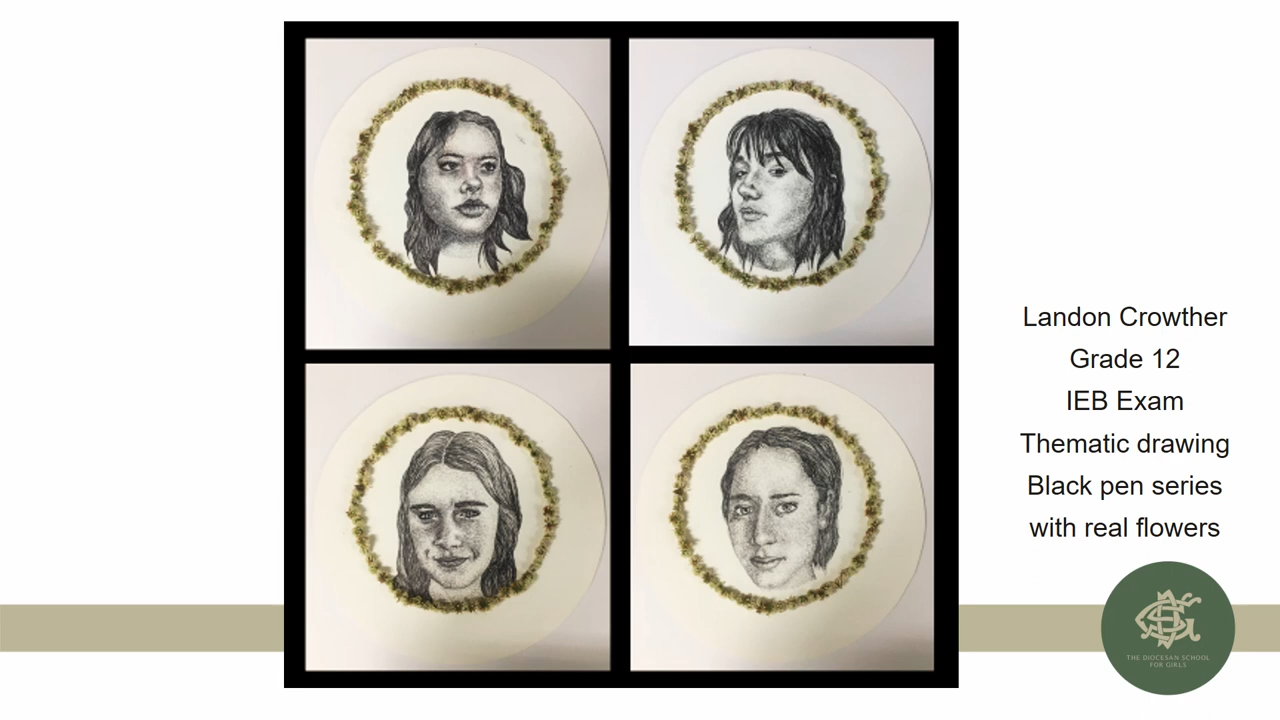 Landon Crowther
Grade 12
IEB Exam
Thematic drawing
Black pen series
with real flowers
THE DIOCESAN SCHOOL
FOR GIRLS